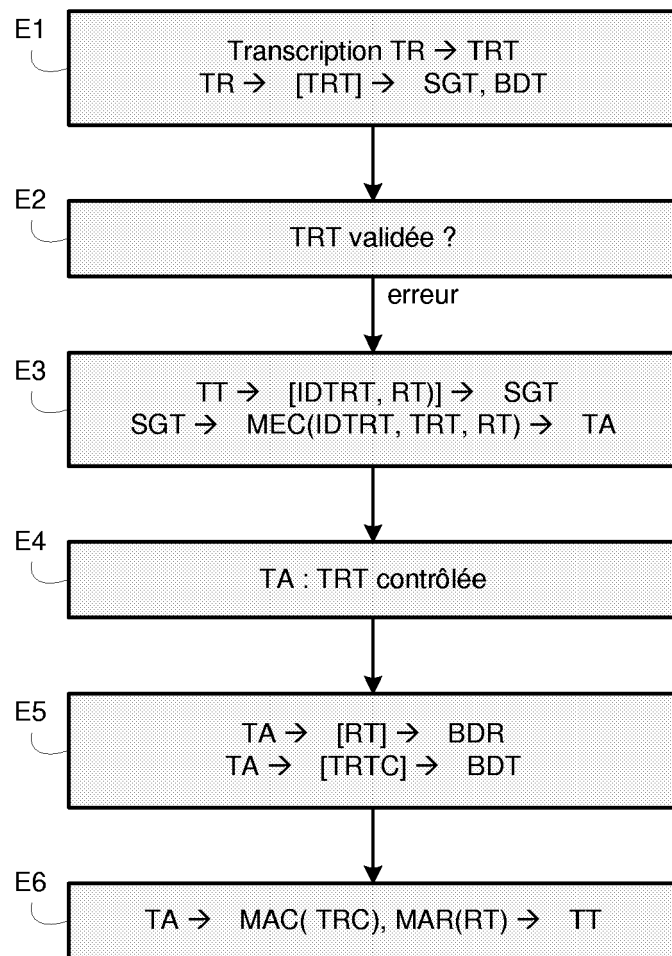 E1
Transcription TR → TRT
TR → [TRT] → SGT, BDT
E2
TRT validée ?
erreur
E3
TT → [IDTRT, RT)] → SGT
SGT → MEC(IDTRT, TRT, RT) → TA
E4
TA : TRT contrôlée
E5
TA → [RT] → BDR
TA → [TRTC] → BDT
E6
TA → MAC( TRC), MAR(RT) → TT